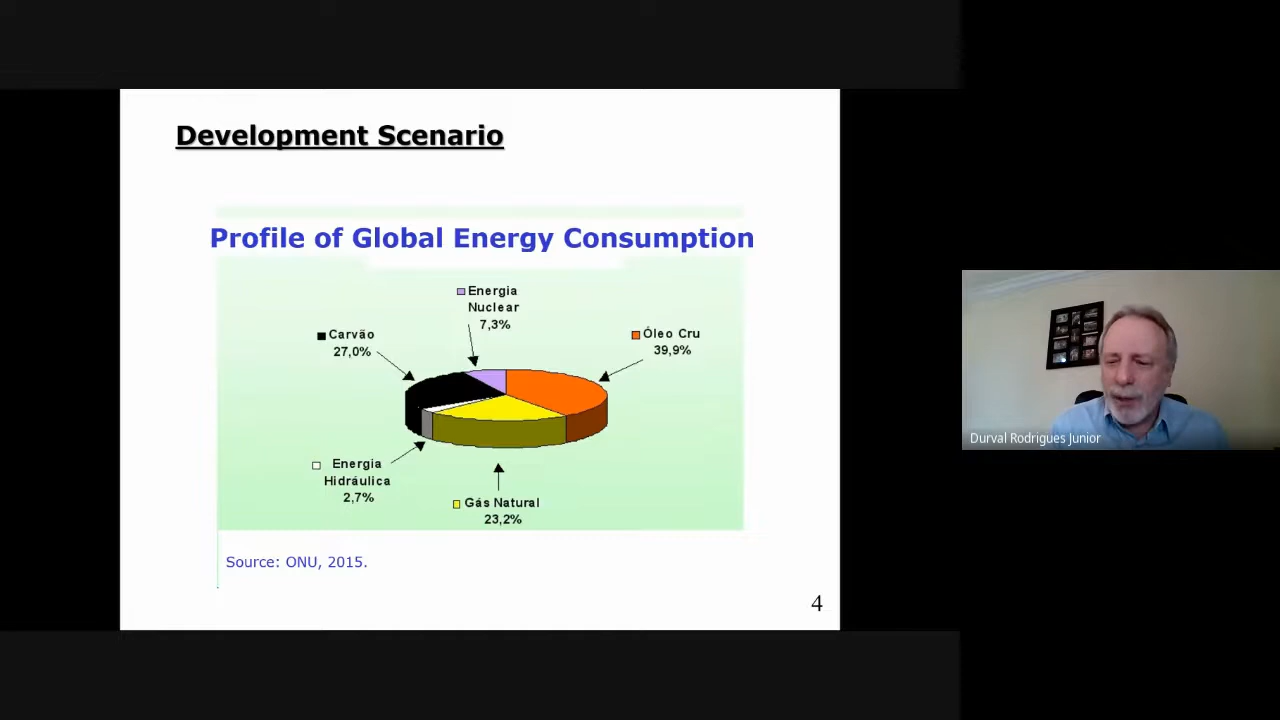 Development Scenario
Profile of Global Energy Consumption
Energia
Nuclear
7,3%
Carvão
27,0%
Óleo Cru
39,9%
Energia
Hidráulica
2,7%
Gás Natural
23,2%
Source: ONU, 2015.
4
Durval Rodrigues Junior